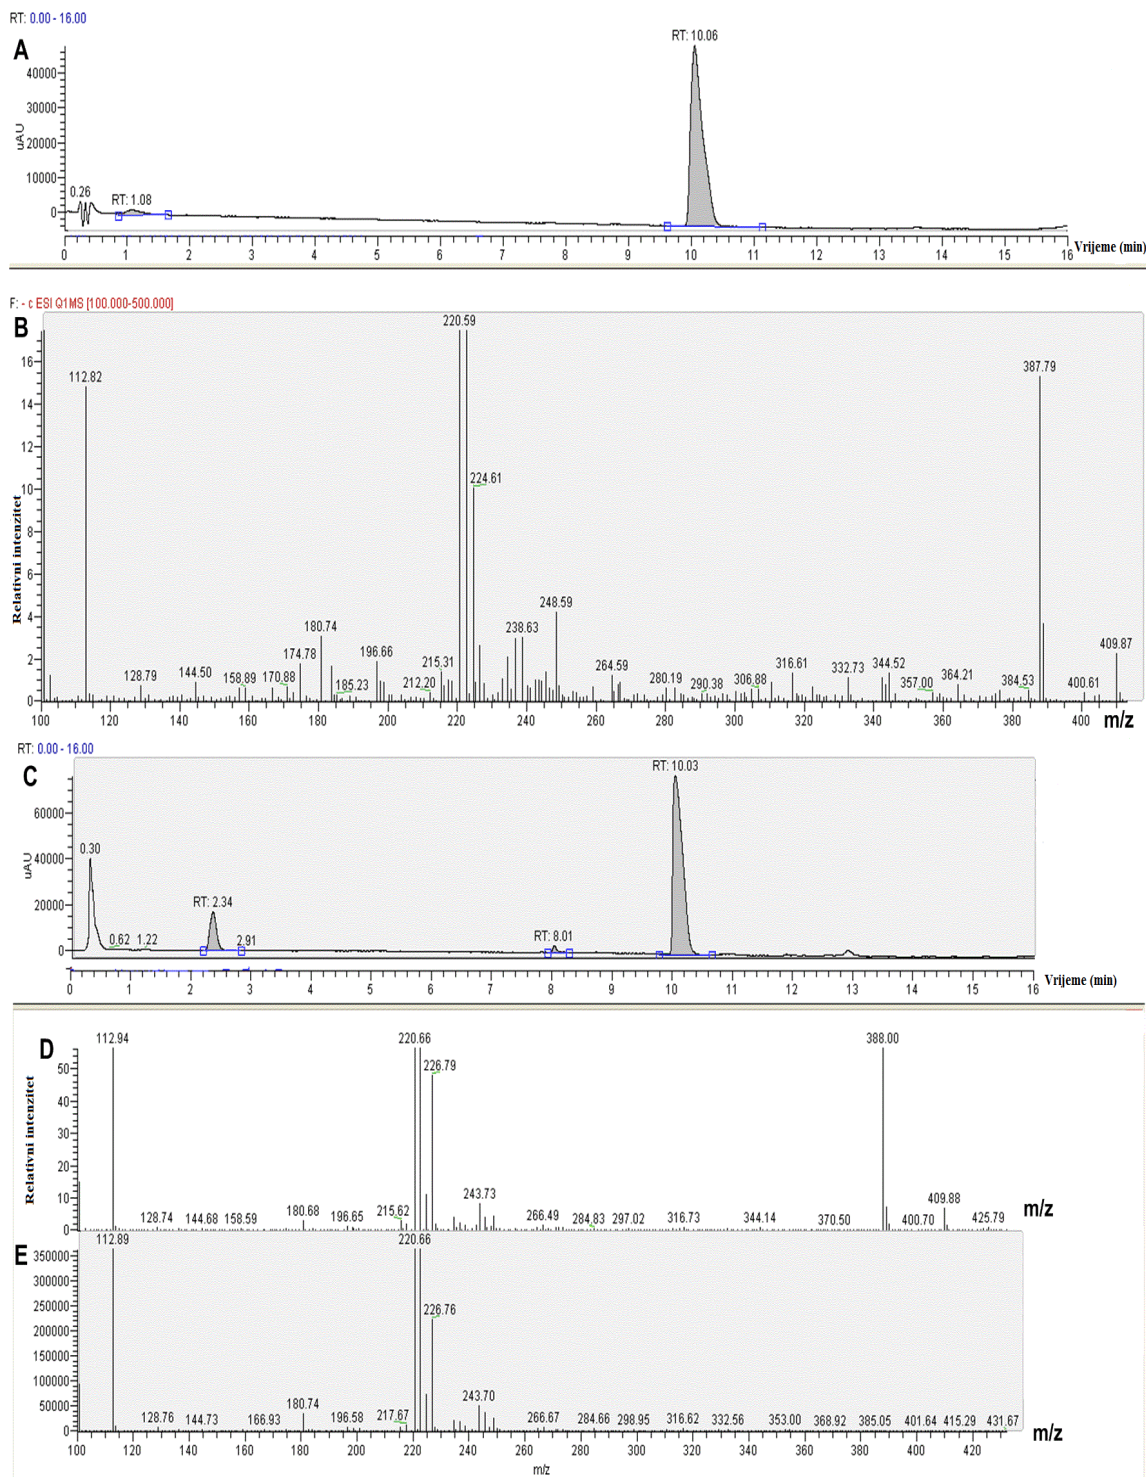 RT: 0.00 - 16.00
A
RT: 10.06
40000
30000
uAU
20000
10000
0.26
RT: 1.08
0
0 1 2 3 4 5 6 7 8 9 10 11 12 13 14 15 16 Vrijeme (min)
F: - c ESI Q1MS [100.000-500.000]
B
220.59
16
112.82
387.79
14
12
10
224.61
Relativni intenzitet
8
6
4
248.59
180.74
238.63
409.87
2
174.78
196.66
215.31
264.59
316.61
332.73
344.52
128.79
144.50
158.89
170.88
185.23
212.20
280.19
290.38
306.88
357.00
364.21
384.53
400.61
0
100 120 140 160 180 200 220 240 260 280 300 320 340 360 380 400 m/z
RT: 0.00 - 16.00
C
RT: 10.03
60000
0.30
uAU
40000
20000
RT: 2.34
0.62 1.22
2.91
RT: 8.01
0
0 1 2 3 4 5 6 7 8 9 10 11 12 13 14 15 16 Vrijeme (min)
D
112.94
220.66
388.00
226.79
50
40
30
20
10
0
Relativni intenzitet
128.74 144.68 158.59 180.68 196.65 215.62 243.73 266.49 284.83 297.02 316.73 344.14 370.50 400.70 409.88 425.79
m/z
E
112.89
220.66
226.76
350000
300000
250000
200000
150000
100000
50000
0
128.76 144.73 166.93 180.74 196.58 217.67 243.70 266.67 284.66 298.95 316.62 332.56 353.00 368.92 385.05 401.64 415.29 431.67
m/z
100 120 140 160 180 200 220 240 260 280 300 320 340 360 380 400 420
m/z